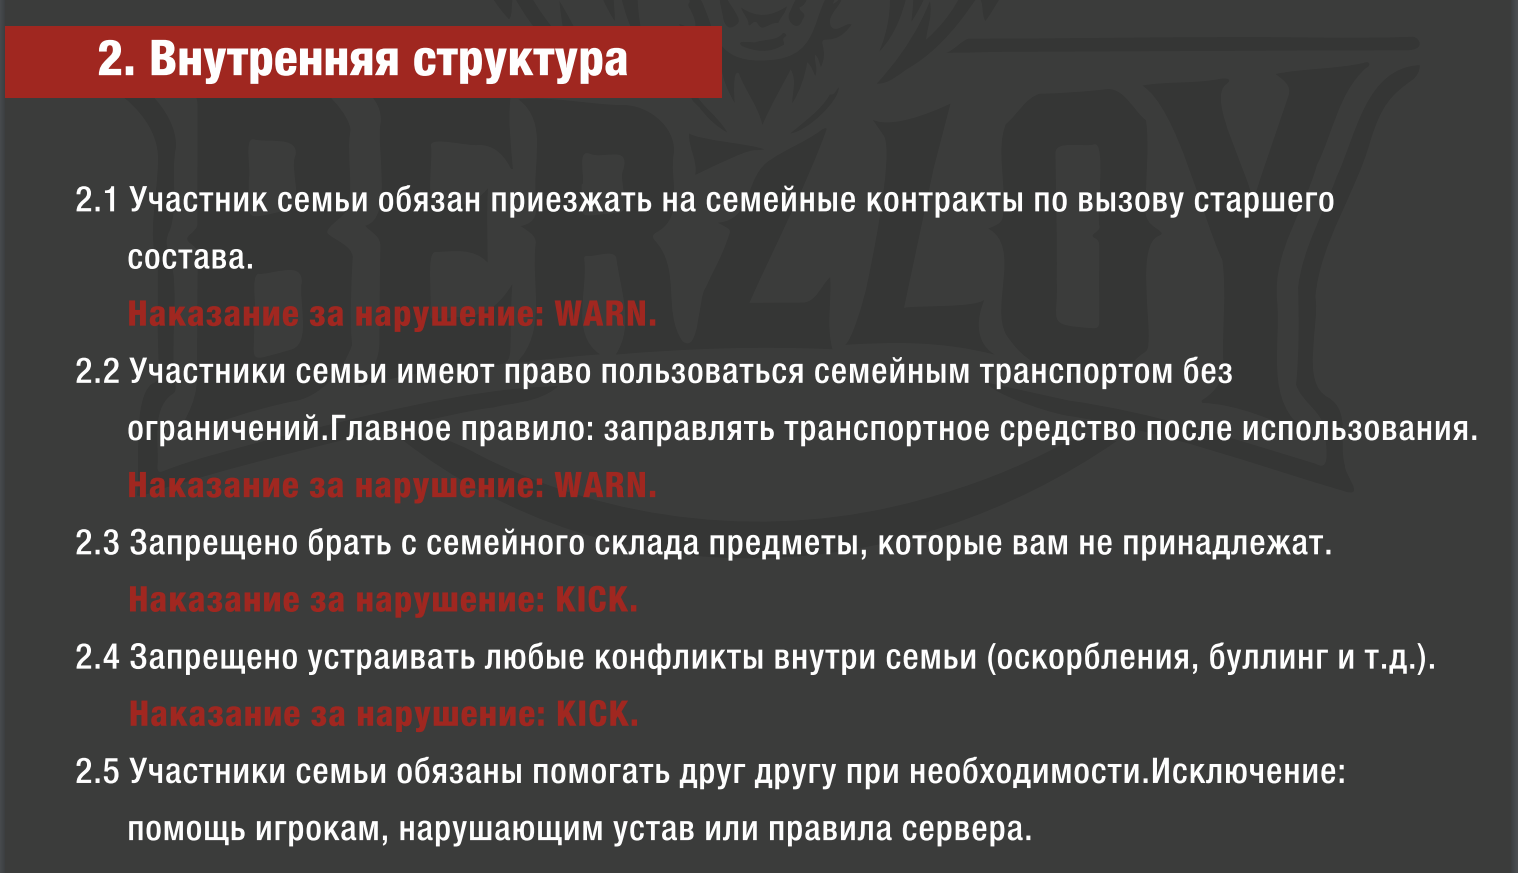 2. Внутренняя структура
BERZLOY
2.1 Участник семьи обязан приезжать на семейные контракты по вызову старшего
состава.
Наказание за нарушение: WARN.
2.2 Участники семьи имеют право пользоваться семейным транспортом без
ограничений.Главное правило: заправлять транспортное средство после использования.
Наказание за нарушение: WARN.
2.3 Запрещено брать с семейного склада предметы, которые вам не принадлежат.
Наказание за нарушение: KICK.
2.4 Запрещено устраивать любые конфликты внутри семьи (оскорбления, буллинг и т.д.).
Наказание за нарушение: KICK.
2.5 Участники семьи обязаны помогать друг другу при необходимости.Исключение:
помощь игрокам, нарушающим устав или правила сервера.